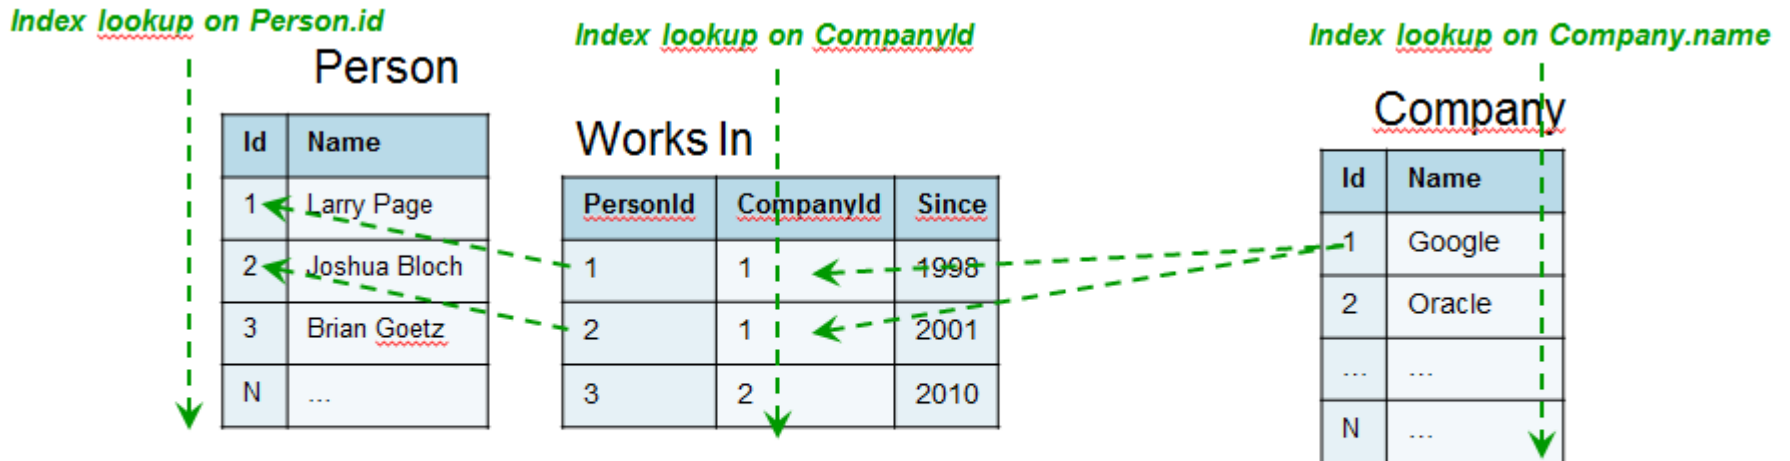 Index lookup on Person.id
Index lookup on CompanyId
Index lookup on Company.name
Person
Id Name
1 Larry Page
2 Joshua Bloch
3 Brian Goetz
N ...
Works In
PersonId CompanyId Since
1 1 1998
2 1 2001
3 2 2010
Company
Id Name
1 Google
2 Oracle
... ...
N ...